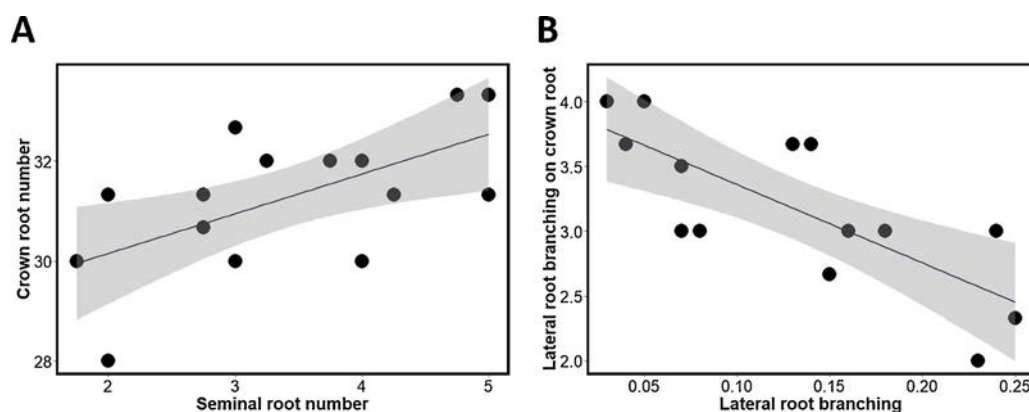 A
Crown root number
32
30
28
2 3 4 5
Seminal root number
B
Lateral root branching on crown root
4.0
3.5
3.0
2.5
2.0
0.05 0.10 0.15 0.20 0.25
Lateral root branching